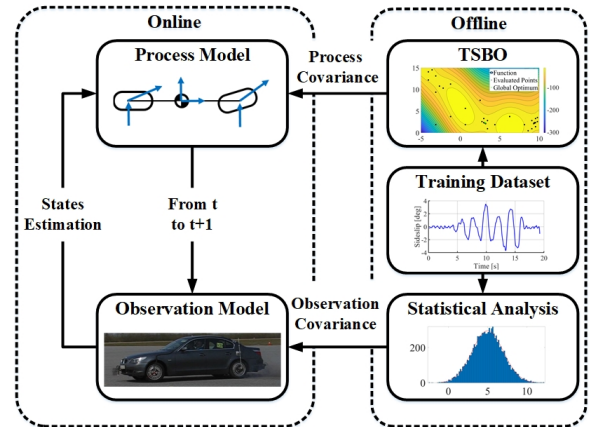 Online
Offline
Process Model
Process
Covariance
TSBO
15
10
5
0
-5
0
5
10
Function
Evaluated Points
Global Optimum
-100
-200
-300
States
Estimation
From t
to t+1
Training Dataset
Sideslip [deg]
4
2
0
-2
-4
0
5
10
15
20
Time [s]
Observation Model
Observation
Covariance
Statistical Analysis
200
0
0
5
10